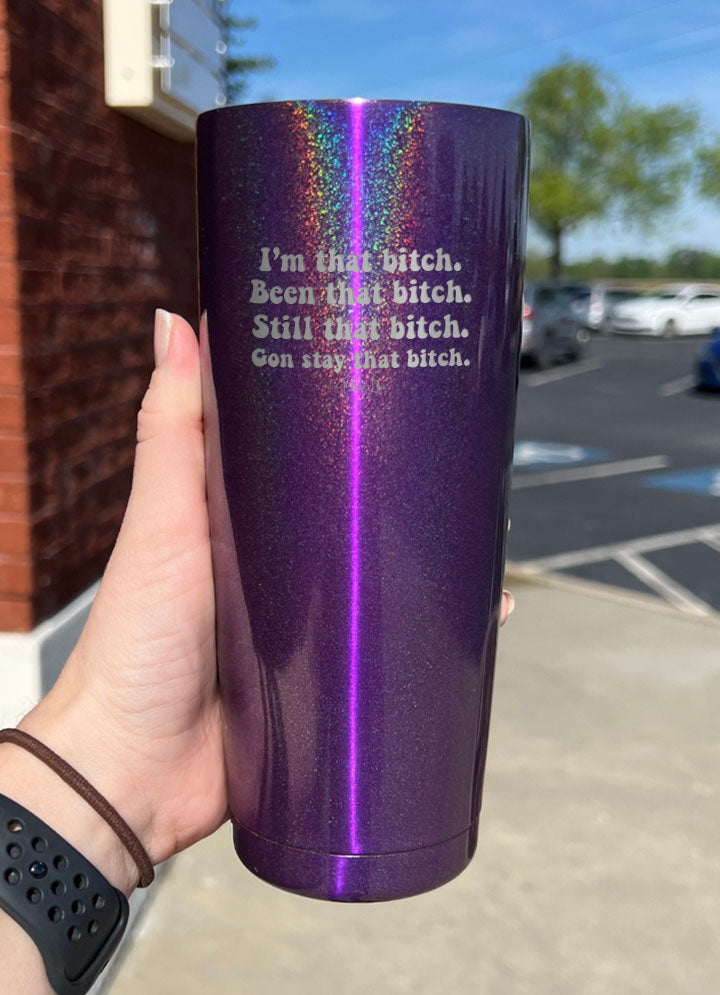 I'm that bitch.
Been that bitch.
Still that bitch.
Gon stay that bitch.